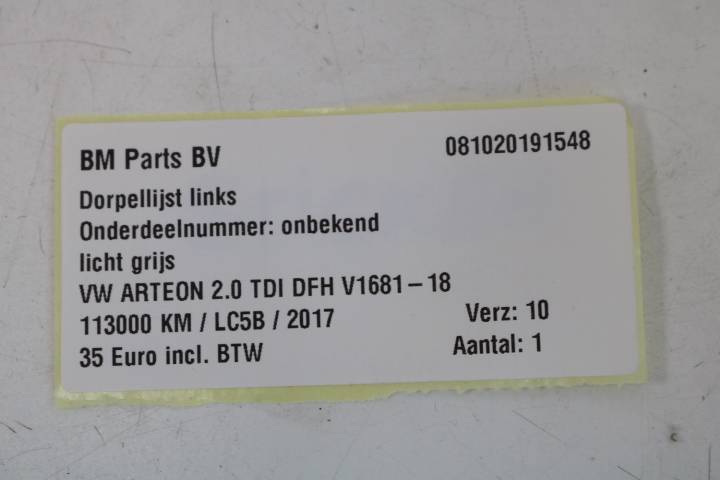 BM Parts BV 081020191548
Dorpellijst links
Onderdeelnummer: onbekend
licht grijs
VW ARTEON 2.0 TDI DFH V1681-18
113000 KM / LC5B / 2017 Verz: 10
35 Euro incl. BTW Aantal: 1